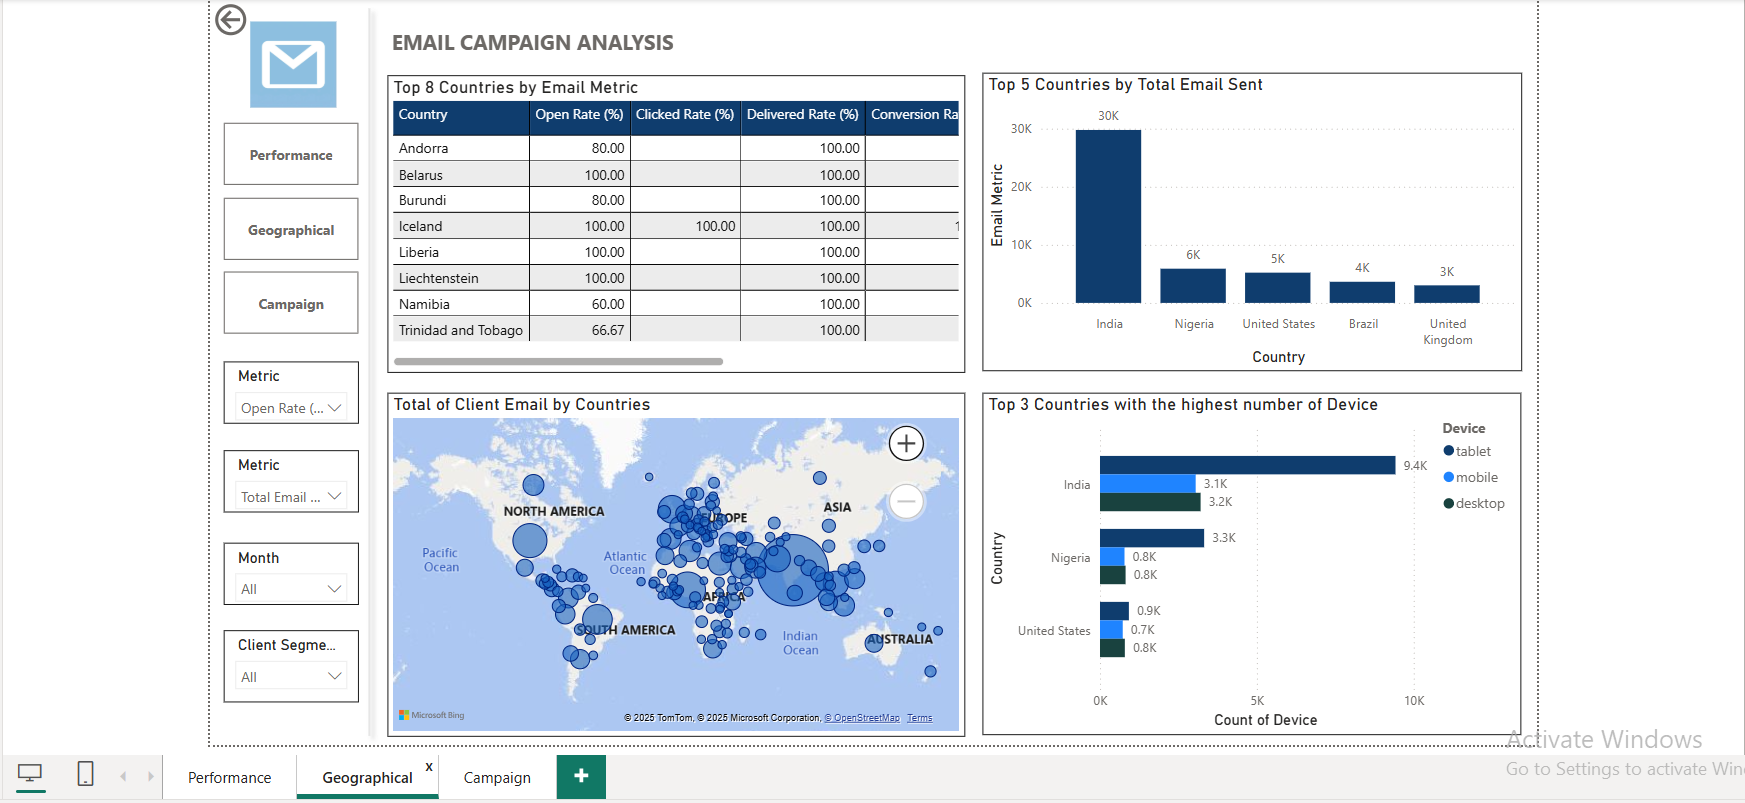 EMAIL CAMPAIGN ANALYSIS
Performance
Geographical
Campaign
Metric
Open Rate (...
Metric
Total Email ...
Month
All
Client Segme...
All
Top 8 Countries by Email Metric
Country Open Rate (%) Clicked Rate (%) Delivered Rate (%) Conversion Ra
Andorra 80.00 100.00
Belarus 100.00 100.00
Burundi 80.00 100.00
Iceland 100.00 100.00 100.00 1
Liberia 100.00 100.00
Liechtenstein 100.00 100.00
Namibia 60.00 100.00
Trinidad and Tobago 66.67 100.00
Top 5 Countries by Total Email Sent
Email Metric
30K
20K
10K
0K
30K
6K
5K
4K
3K
India
Nigeria
United States
Brazil
United
Kingdom
Country
Total of Client Email by Countries
NORTH AMERICA
EUROPE
ASIA
Pacific
Ocean
Atlantic
Ocean
AFRICA
SOUTH AMERICA
Indian
Ocean
AUSTRALIA
Microsoft Bing
© 2025 TomTom, © 2025 Microsoft Corporation, © OpenStreetMap Terms
Top 3 Countries with the highest number of Device
Device
tablet
mobile
desktop
Country
India
9.4K
3.1K
3.2K
Nigeria
3.3K
0.8K
0.8K
United States
0.9K
0.7K
0.8K
0K
5K
10K
Count of Device
Activate Windows
Go to Settings to activate Win
Performance
Geographical
x
Campaign
+